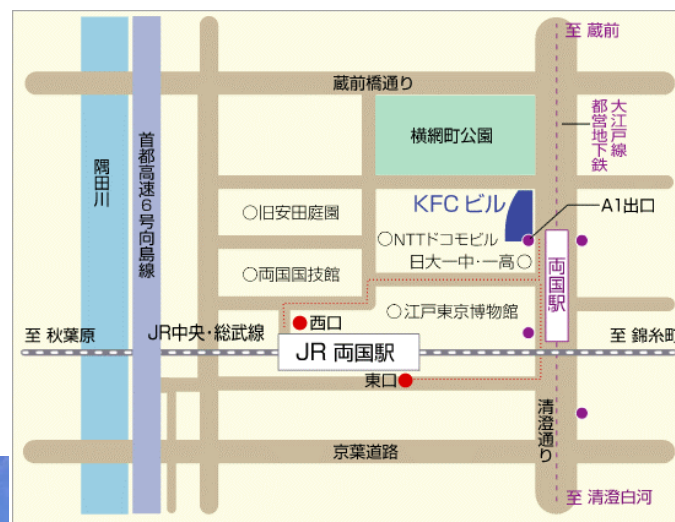 至 蔵前
蔵前橋通り
都営地下鉄
大江戸線
隅田川
首都高速6号向島線
横網町公園
KFC ビル
A1出口
○旧安田庭園
○NTTドコモビル
日大一中・一高○
○両国国技館
両国駅
○江戸東京博物館
西口
至 秋葉原
JR中央・総武線
JR 両国駅
至 錦糸町
東口
清澄通り
京葉道路
至 清澄白河